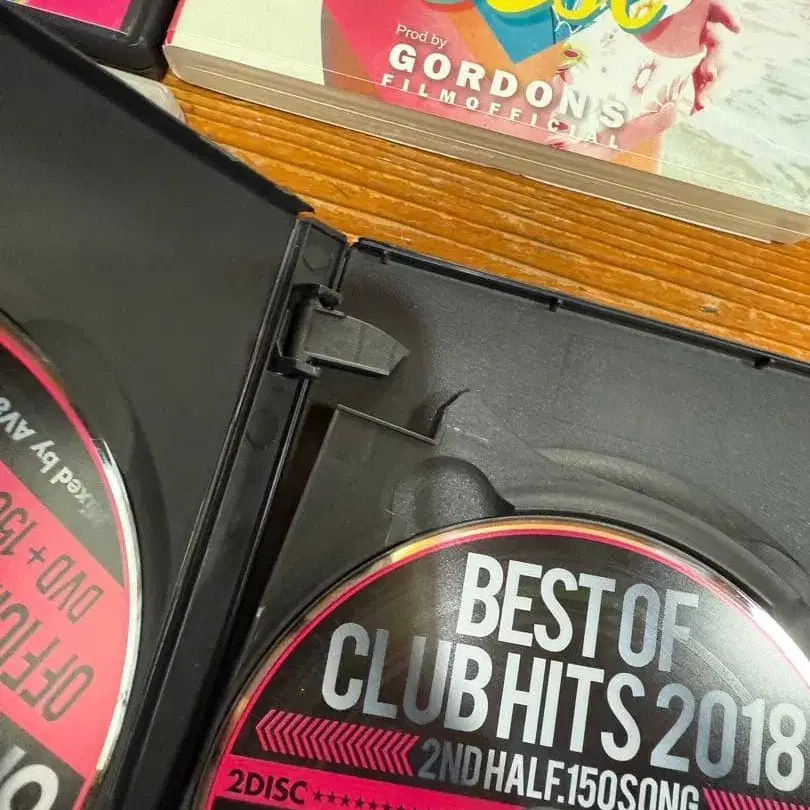 Prod by
GORDON'S
FILMOFFICIAL
Mixed by
DVD + 150
BEST OF
CLUB HITS 2018
2ND HALF.150SONG
2DISC